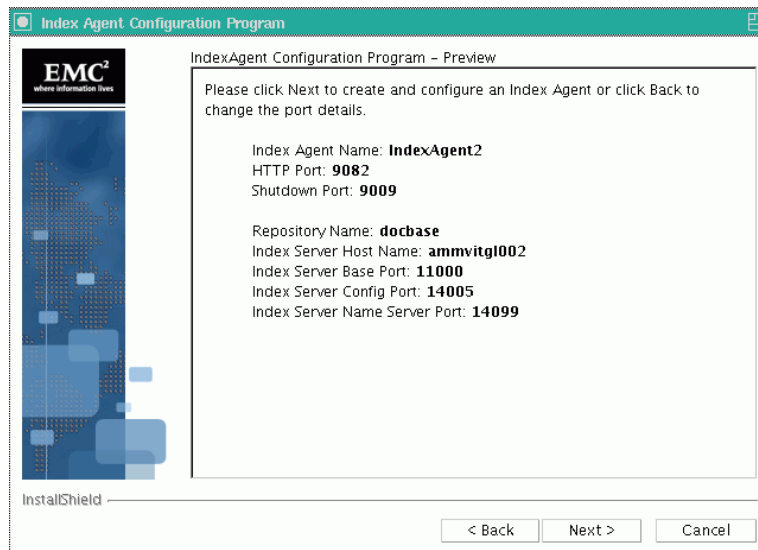 Index Agent Configuration Program
EMC²
where information lives
IndexAgent Configuration Program – Preview
Please click Next to create and configure an Index Agent or click Back to
change the port details.
Index Agent Name: IndexAgent2
HTTP Port: 9082
Shutdown Port: 9009
Repository Name: docbase
Index Server Host Name: ammvitgl002
Index Server Base Port: 11000
Index Server Config Port: 14005
Index Server Name Server Port: 14099
InstallShield
< Back Next > Cancel